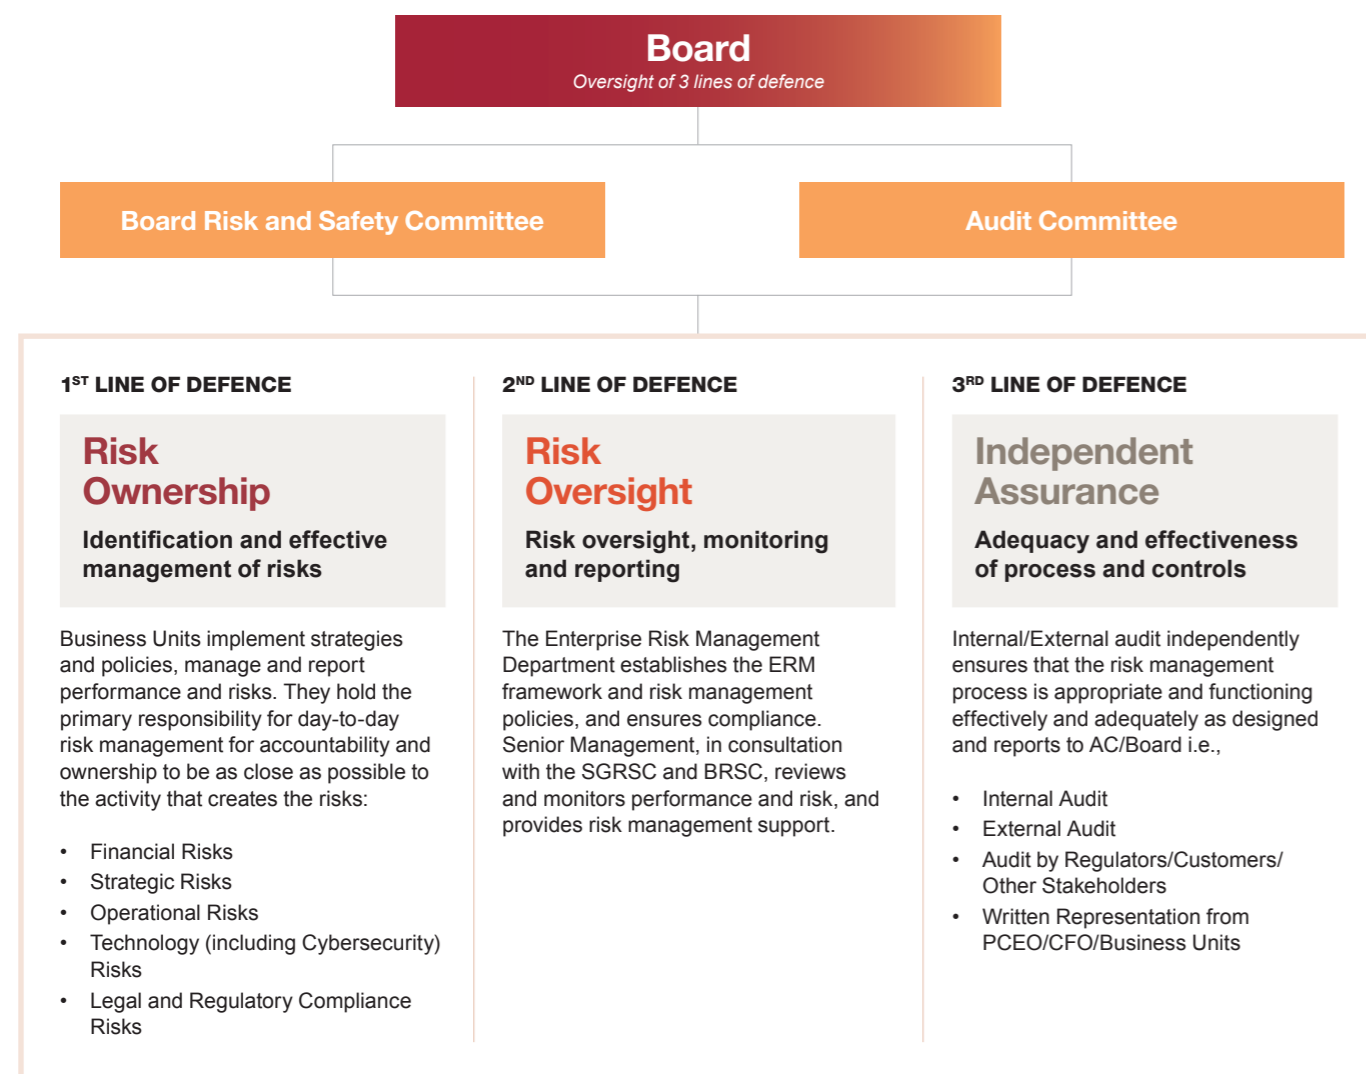 Board
Oversight of 3 lines of defence
Board Risk and Safety Committee
Audit Committee
1ST LINE OF DEFENCE
Risk
Ownership
Identification and effective
management of risks
Business Units implement strategies
and policies, manage and report
performance and risks. They hold the
primary responsibility for day-to-day
risk management for accountability and
ownership to be as close as possible to
the activity that creates the risks:
• Financial Risks
• Strategic Risks
• Operational Risks
• Technology (including Cybersecurity)
Risks
• Legal and Regulatory Compliance
Risks
2ND LINE OF DEFENCE
Risk
Oversight
Risk oversight, monitoring
and reporting
The Enterprise Risk Management
Department establishes the ERM
framework and risk management
policies, and ensures compliance.
Senior Management, in consultation
with the SGRSC and BRSC, reviews
and monitors performance and risk, and
provides risk management support.
3RD LINE OF DEFENCE
Independent
Assurance
Adequacy and effectiveness
of process and controls
Internal/External audit independently
ensures that the risk management
process is appropriate and functioning
effectively and adequately as designed
and reports to AC/Board i.e.,
• Internal Audit
• External Audit
• Audit by Regulators/Customers/
Other Stakeholders
• Written Representation from
PCEO/CFO/Business Units